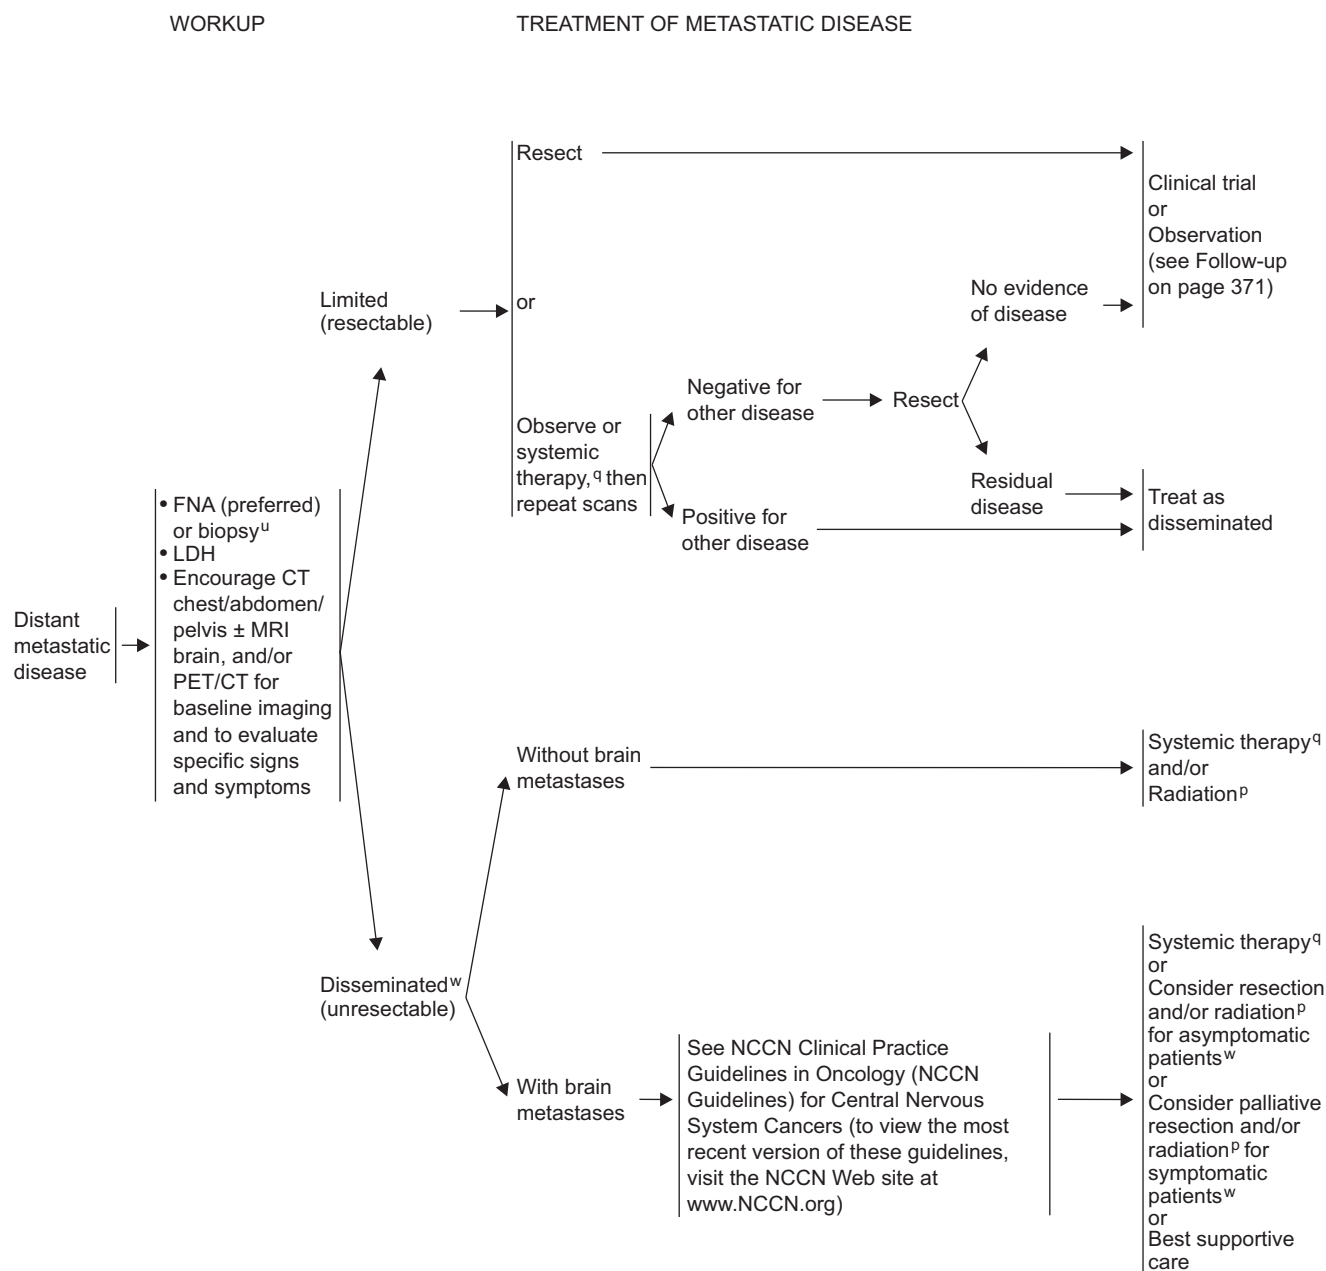 WORKUP
TREATMENT OF METASTATIC DISEASE
Distant
metastatic
disease
• FNA (preferred)
or biopsyᵘ
• LDH
• Encourage CT
chest/abdomen/
pelvis ± MRI
brain, and/or
PET/CT for
baseline imaging
and to evaluate
specific signs
and symptoms
Limited
(resectable)
Resect
or
Observe or
systemic
therapy,q then
repeat scans
Negative for
other disease
Resect
No evidence
of disease
Clinical trial
or
Observation
(see Follow-up
on page 371)
Residual
disease
Positive for
other disease
Treat as
disseminated
Disseminatedʷ
(unresectable)
Without brain
metastases
Systemic therapyq
and/or
Radiationᵖ
With brain
metastases
See NCCN Clinical Practice
Guidelines in Oncology (NCCN
Guidelines) for Central Nervous
System Cancers (to view the most
recent version of these guidelines,
visit the NCCN Web site at
www.NCCN.org)
Systemic therapyq
or
Consider resection
and/or radiationᵖ
for asymptomatic
patientsʷ
or
Consider palliative
resection and/or
radiationᵖ for
symptomatic
patientsʷ
or
Best supportive
care